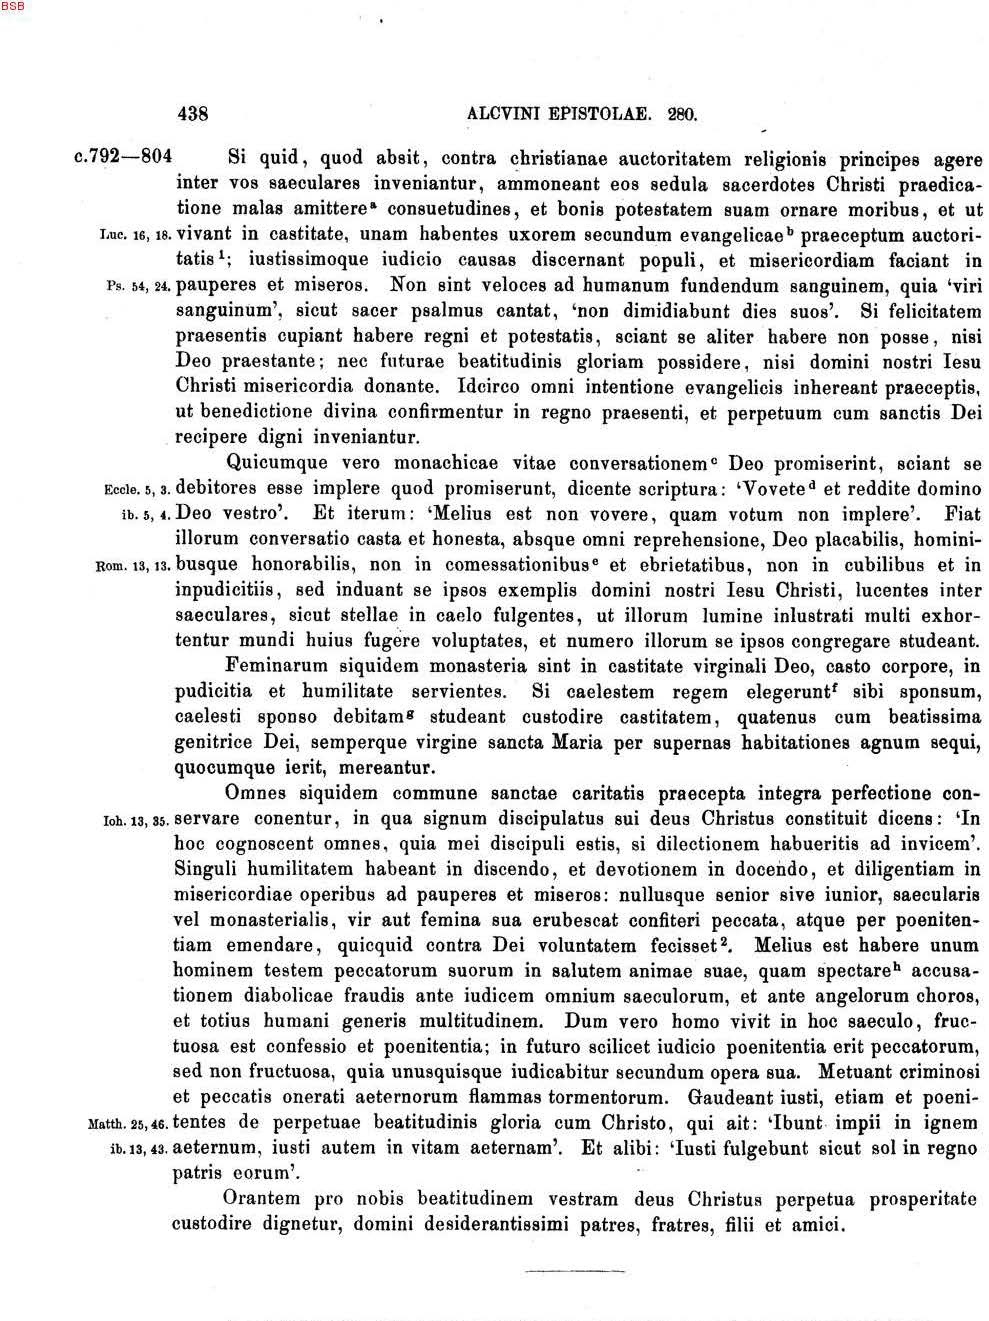 BSB
438 ALCVINI EPISTOLAE. 280.
c.792—804 Si quid, quod absit, contra christianae auctoritatem religionis principes agere
inter vos saeculares inveniantur, ammoneant eos sedula sacerdotes Christi praedica-
tione malas amittereᵃ consuetudines, et bonis potestatem suam ornare moribus, et ut
Luc. 16, 18. vivant in castitate, unam habentes uxorem secundum evangelicaeᵇ praeceptum auctori-
tatis¹; iustissimoque iudicio causas discernant populi, et misericordiam faciant in
Ps. 54, 24. pauperes et miseros. Non sint veloces ad humanum fundendum sanguinem, quia ‘viri
sanguinum’, sicut sacer psalmus cantat, ‘non dimidiabunt dies suos’. Si felicitatem
praesentis cupiant habere regni et potestatis, sciant se aliter habere non posse, nisi
Deo praestante; nec futurae beatitudinis gloriam possidere, nisi domini nostri Iesu
Christi misericordia donante. Idcirco omni intentione evangelicis inhereant praeceptis,
ut benedictione divina confirmentur in regno praesenti, et perpetuum cum sanctis Dei
recipere digni inveniantur.
Quicumque vero monachicae vitae conversationemᶜ Deo promiserint, sciant se
Eccle. 5, 3. debitores esse implere quod promiserunt, dicente scriptura: ‘Voveteᵈ et reddite domino
ib. 5, 4. Deo vestro’. Et iterum: ‘Melius est non vovere, quam votum non implere’. Fiat
illorum conversatio casta et honesta, absque omni reprehensione, Deo placabilis, homini-
Rom. 13, 13. busque honorabilis, non in comessationibusᵉ et ebrietatibus, non in cubilibus et in
inpudicitiis, sed induant se ipsos exemplis domini nostri Iesu Christi, lucentes inter
saeculares, sicut stellae in caelo fulgentes, ut illorum lumine inlustrati multi exhor-
tentur mundi huius fugere voluptates, et numero illorum se ipsos congregare studeant.
Feminarum siquidem monasteria sint in castitate virginali Deo, casto corpore, in
pudicitia et humilitate servientes. Si caelestem regem elegeruntᶠ sibi sponsum,
caelesti sponso debitamᵍ studeant custodire castitatem, quatenus cum beatissima
genitrice Dei, semperque virgine sancta Maria per supernas habitationes agnum sequi,
quocumque ierit, mereantur.
Omnes siquidem commune sanctae caritatis praecepta integra perfectione con-
Ioh. 13, 35. servare conentur, in qua signum discipulatus sui deus Christus constituit dicens: ‘In
hoc cognoscent omnes, quia mei discipuli estis, si dilectionem habueritis ad invicem’.
Singuli humilitatem habeant in discendo, et devotionem in docendo, et diligentiam in
misericordiae operibus ad pauperes et miseros: nullusque senior sive iunior, saecularis
vel monasterialis, vir aut femina sua erubescat confiteri peccata, atque per poeniten-
tiam emendare, quicquid contra Dei voluntatem fecisset². Melius est habere unum
hominem testem peccatorum suorum in salutem animae suae, quam spectareʰ accusa-
tionem diabolicae fraudis ante iudicem omnium saeculorum, et ante angelorum choros,
et totius humani generis multitudinem. Dum vero homo vivit in hoc saeculo, fruc-
tuosa est confessio et poenitentia; in futuro scilicet iudicio poenitentia erit peccatorum,
sed non fructuosa, quia unusquisque iudicabitur secundum opera sua. Metuant criminosi
et peccatis onerati aeternorum flammas tormentorum. Gaudeant iusti, etiam et poeni-
Matth. 25, 46. tentes de perpetuae beatitudinis gloria cum Christo, qui ait: ‘Ibunt impii in ignem
ib. 13, 43. aeternum, iusti autem in vitam aeternam’. Et alibi: ‘Iusti fulgebunt sicut sol in regno
patris eorum’.
Orantem pro nobis beatitudinem vestram deus Christus perpetua prosperitate
custodire dignetur, domini desiderantissimi patres, fratres, filii et amici.